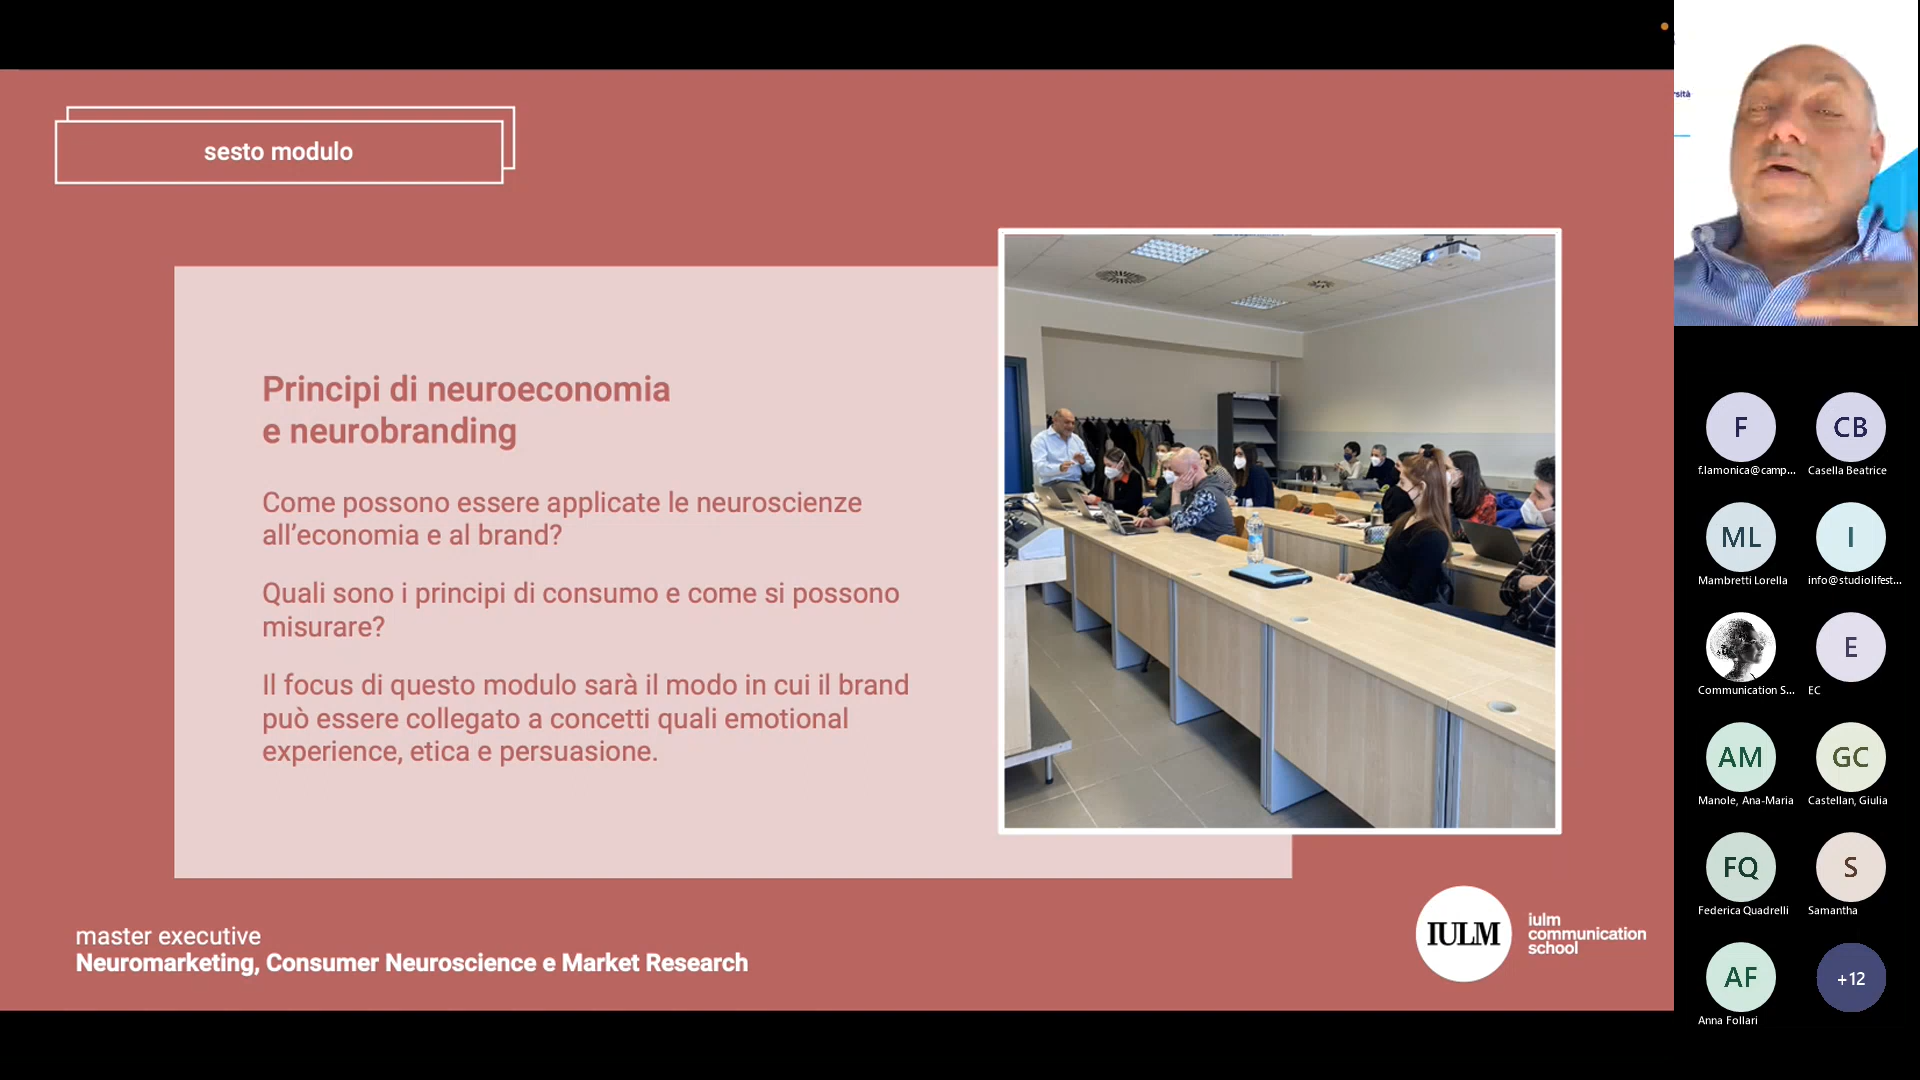 sesto modulo
Principi di neuroeconomia
e neurobranding
Come possono essere applicate le neuroscienze
all’economia e al brand?
Quali sono i principi di consumo e come si possono
misurare?
Il focus di questo modulo sarà il modo in cui il brand
può essere collegato a concetti quali emotional
experience, etica e persuasione.
master executive
Neuromarketing, Consumer Neuroscience e Market Research
IULM
iulm
communication
school
rsità
F
f.lamonica@camp...
CB
Casella Beatrice
ML
Mambretti Lorella
I
info@studiolifest...
Communication S...
E
EC
AM
Manole, Ana-Maria
GC
Castellan, Giulia
FQ
Federica Quadrelli
S
Samantha
AF
Anna Follari
+12